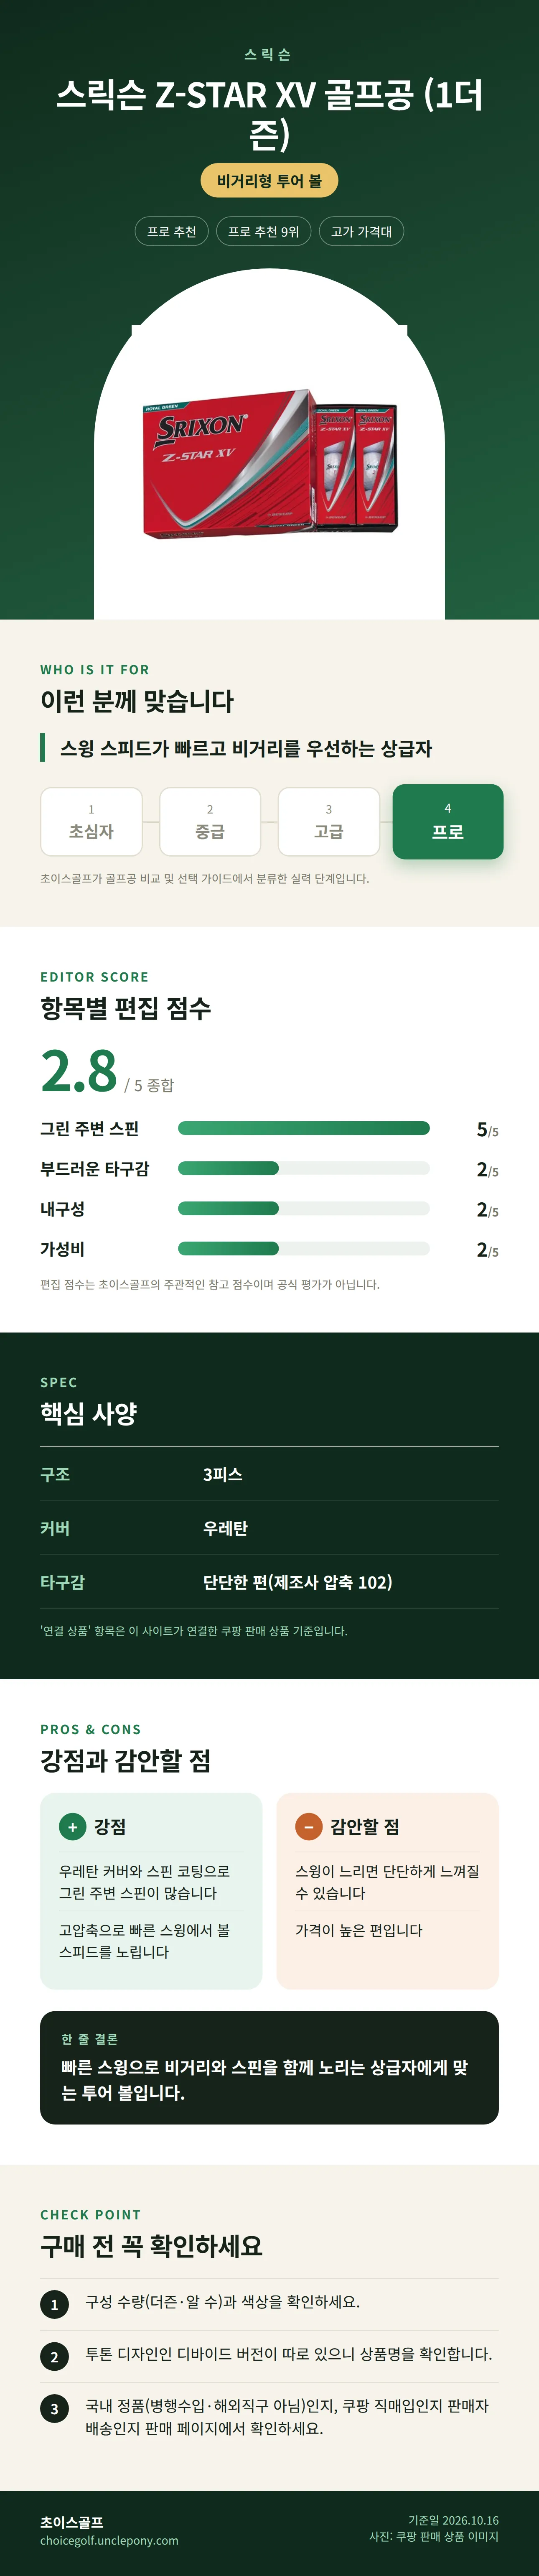 스릭슨
스릭슨 Z-STAR XV 골프공 (1더
즌)
비거리형 투어 볼
프로 추천
프로 추천 9위
고가 가격대
ROYAL GREEN
SRIXON
Z-STAR XV
SRIXON
Z-STAR XV
SRIXON
Z-STAR XV
WHO IS IT FOR
이런 분께 맞습니다
스윙 스피드가 빠르고 비거리를 우선하는 상급자
1
초심자
2
중급
3
고급
4
프로
초이스골프가 골프공 비교 및 선택 가이드에서 분류한 실력 단계입니다.
EDITOR SCORE
항목별 편집 점수
2.8 / 5 종합
그린 주변 스핀 5/5
부드러운 타구감 2/5
내구성 2/5
가성비 2/5
편집 점수는 초이스골프의 주관적인 참고 점수이며 공식 평가가 아닙니다.
SPEC
핵심 사양
구조 3피스
커버 우레탄
타구감 단단한 편(제조사 압축 102)
'연결 상품' 항목은 이 사이트가 연결한 쿠팡 판매 상품 기준입니다.
PROS & CONS
강점과 감안할 점
+ 강점
우레탄 커버와 스핀 코팅으로
그린 주변 스핀이 많습니다
고압축으로 빠른 스윙에서 볼
스피드를 노립니다
− 감안할 점
스윙이 느리면 단단하게 느껴질
수 있습니다
가격이 높은 편입니다
한 줄 결론
빠른 스윙으로 비거리와 스핀을 함께 노리는 상급자에게 맞
는 투어 볼입니다.
CHECK POINT
구매 전 꼭 확인하세요
1 구성 수량(더즌·알 수)과 색상을 확인하세요.
2 투톤 디자인인 디바이드 버전이 따로 있으니 상품명을 확인합니다.
3 국내 정품(병행수입·해외직구 아님)인지, 쿠팡 직매입인지 판매자
배송인지 판매 페이지에서 확인하세요.
초이스골프
choicegolf.unclepony.com
기준일 2026.10.16
사진: 쿠팡 판매 상품 이미지